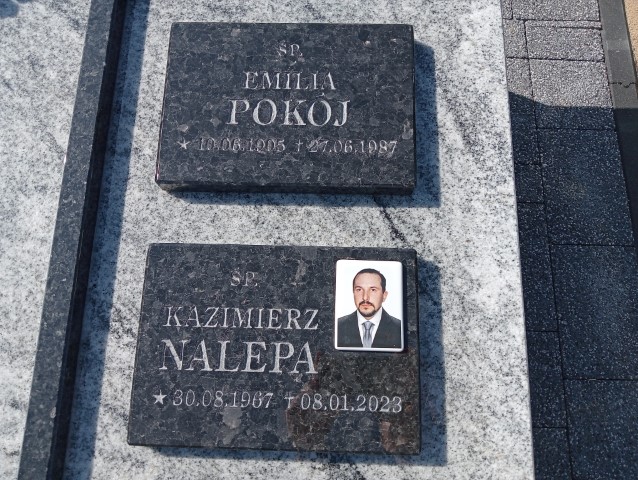 ŚP.
EMILIA
POKÓJ
★ 10.06.1905 † 27.06.1987
ŚP.
KAZIMIERZ
NALEPA
★ 30.08.1967 † 08.01.2023